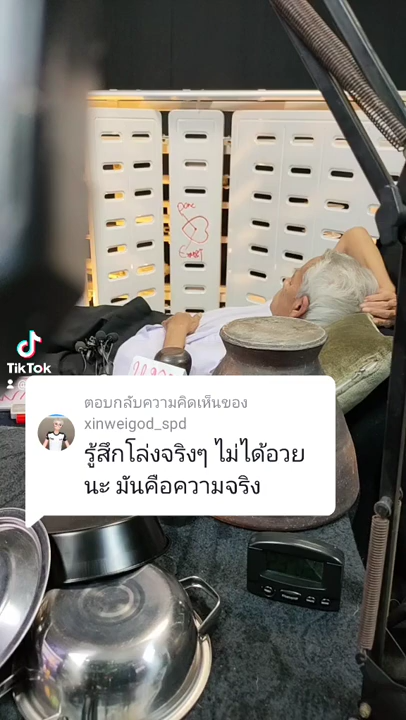 TikTok
ตอบกลับความคิดเห็นของ
xinweigod_spd
รู้สึกโล่งจริงๆ ไม่ได้อวย
นะ มันคือความจริง